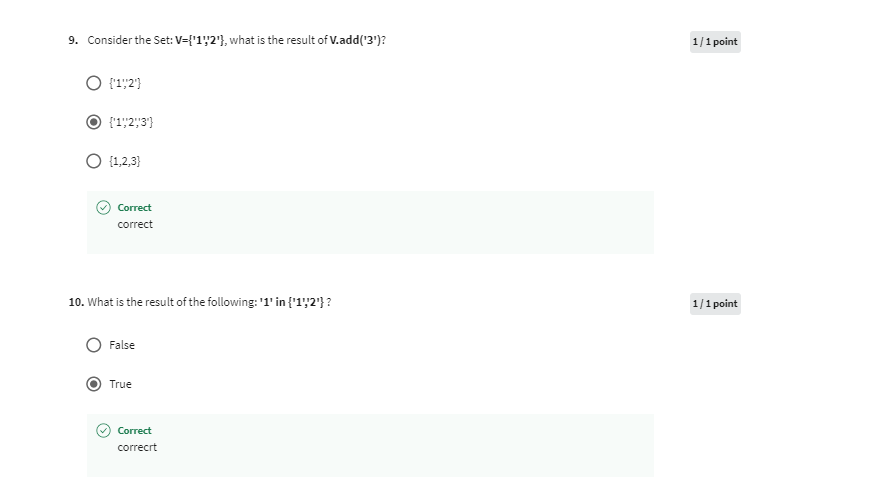 9. Consider the Set: V={'1','2'}, what is the result of V.add('3')?
1 / 1 point
{'1','2'}
{'1','2','3'}
{1,2,3}
Correct
correct
10. What is the result of the following: '1' in {'1','2'} ?
1 / 1 point
False
True
Correct
correcrt